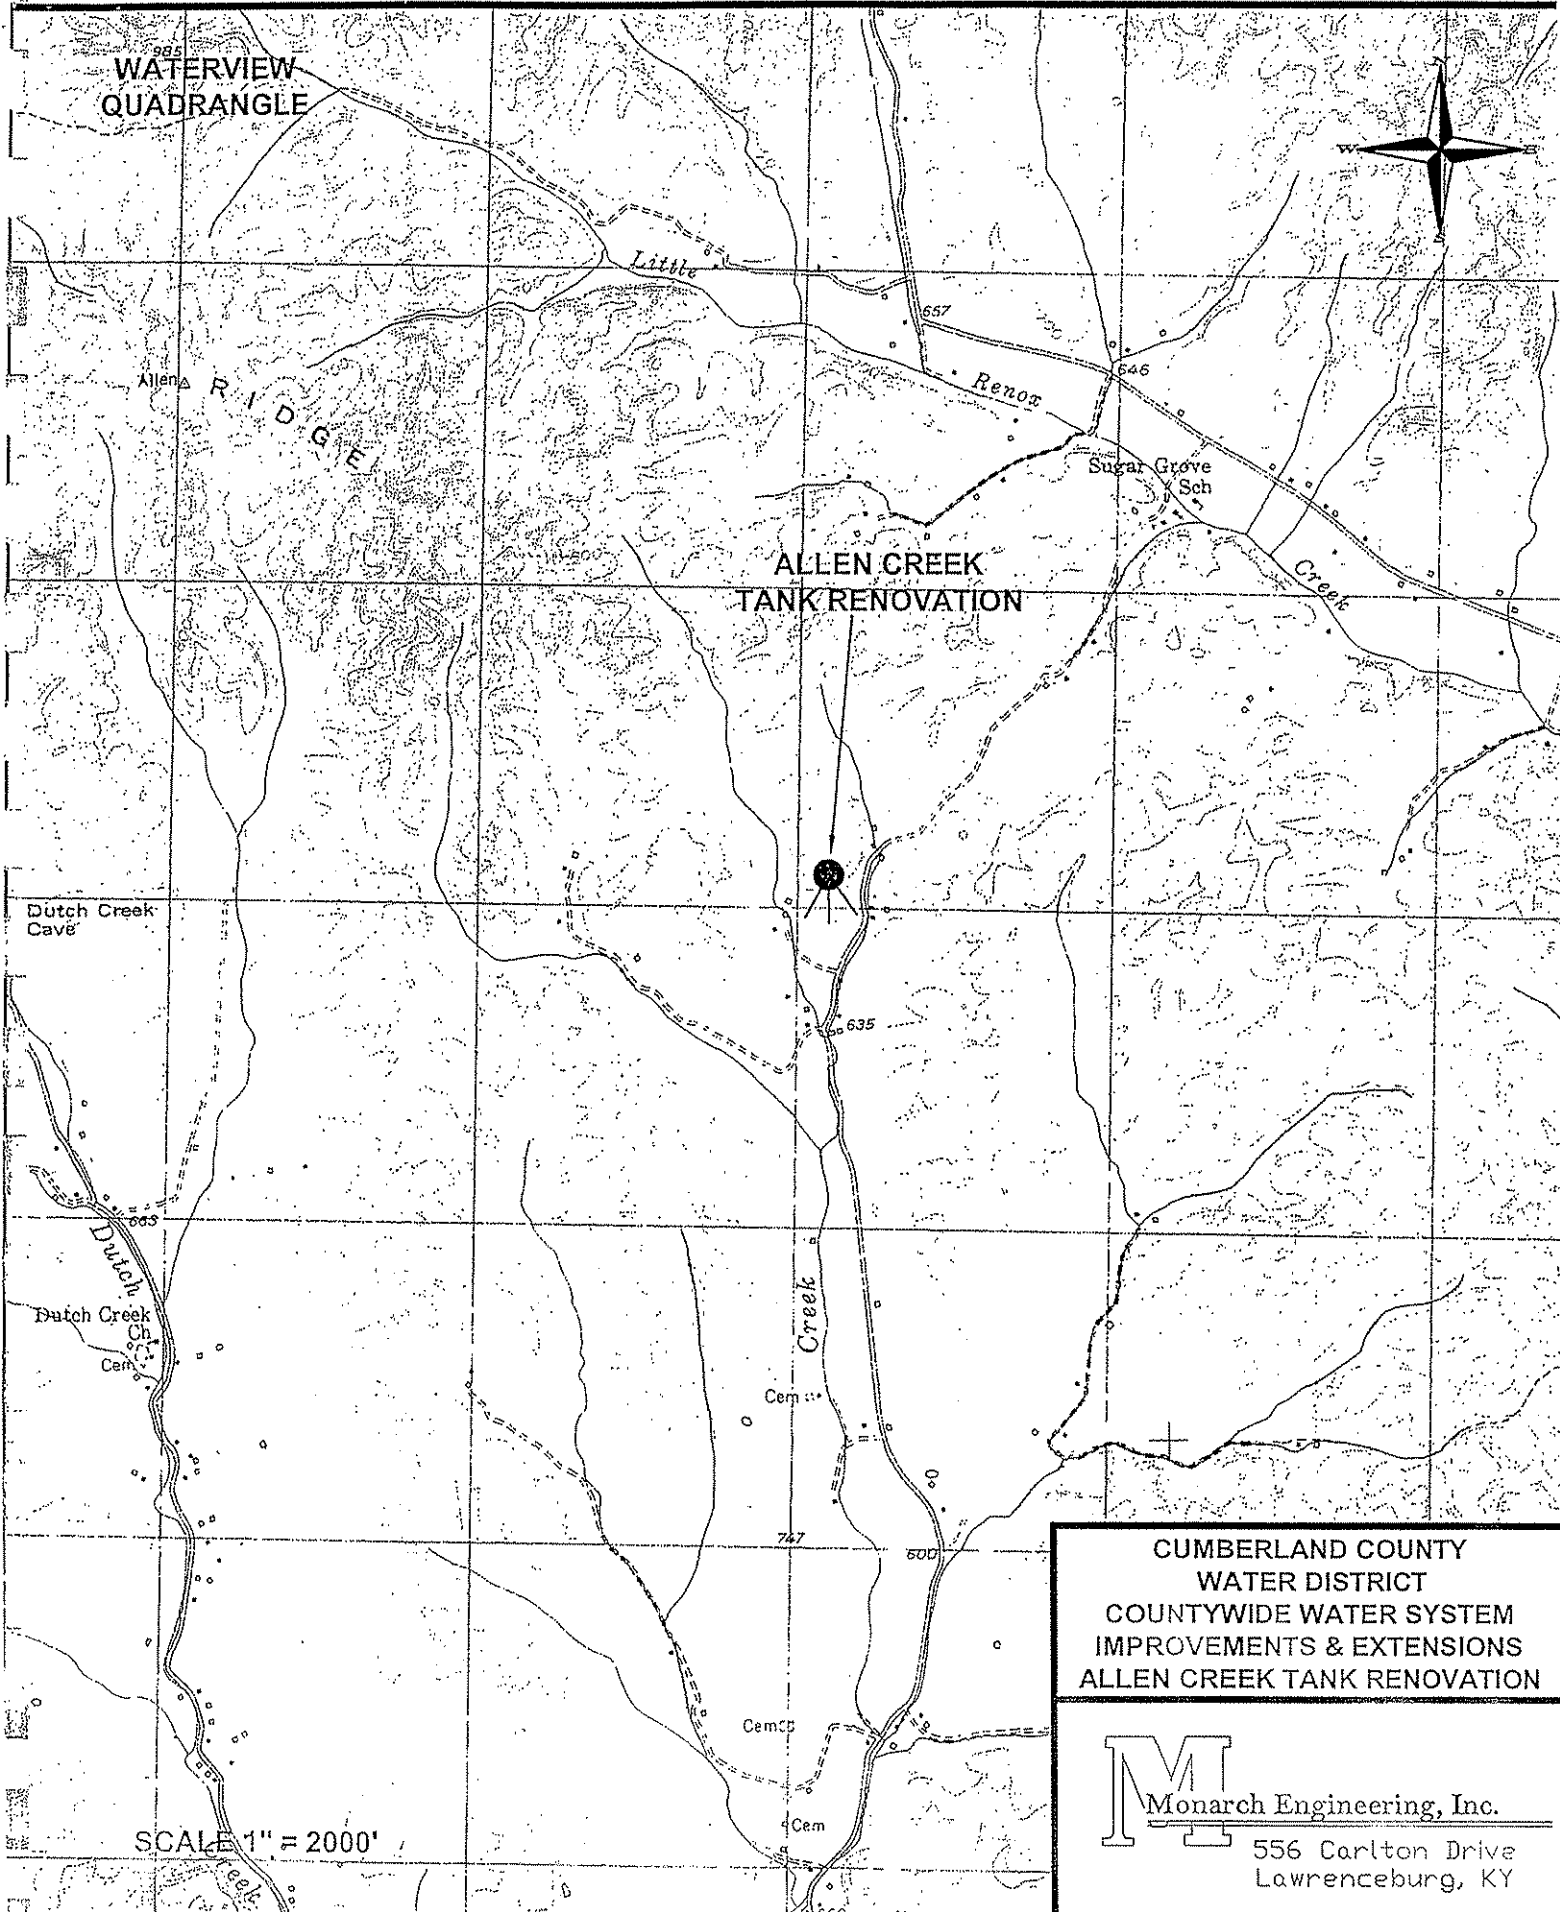 985
WATERVIEW
QUADRANGLE
N
W
E
S
Little
657
Allen
RIDGE
646
Renox
Sugar Grove
Sch
ALLEN CREEK
TANK RENOVATION
Creek
Dutch Creek
Cave
635
663
Dutch
Dutch Creek
Ch
Cem
Creek
Cem
747
600
Cem
Cem
SCALE 1" = 2000'
Creek
CUMBERLAND COUNTY
WATER DISTRICT
COUNTYWIDE WATER SYSTEM
IMPROVEMENTS & EXTENSIONS
ALLEN CREEK TANK RENOVATION
M
Monarch Engineering, Inc.
556 Carlton Drive
Lawrenceburg, KY